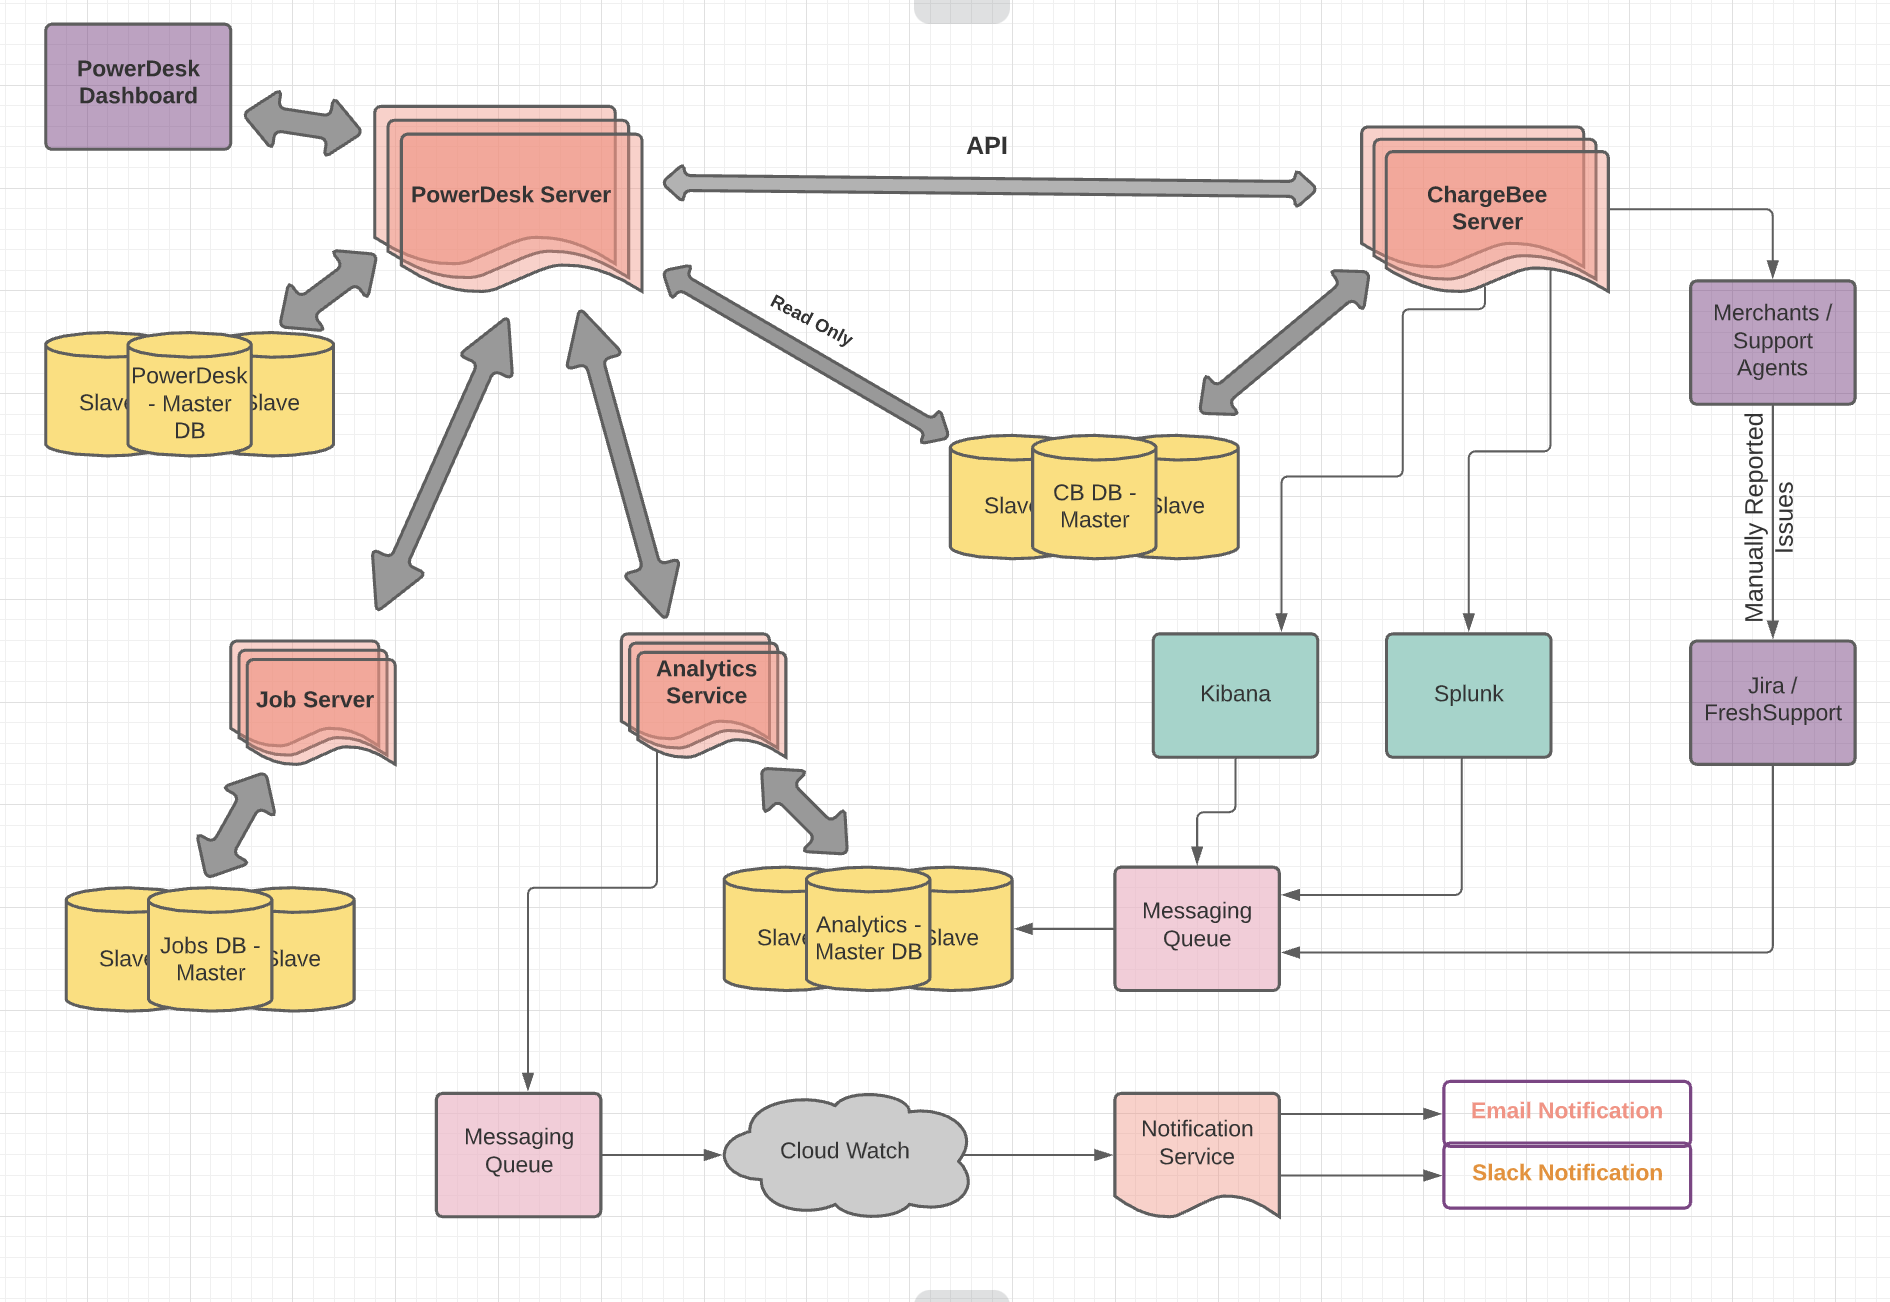 PowerDesk
Dashboard
API
PowerDesk Server
ChargeBee
Server
Read Only
Merchants /
Support
Agents
Slave
PowerDesk
- Master
DB
Slave
Manually Reported
Issues
Slave
CB DB -
Master
Slave
Job Server
Analytics
Service
Kibana
Splunk
Jira /
FreshSupport
Slave
Jobs DB -
Master
Slave
Slave
Analytics -
Master DB
Slave
Messaging
Queue
Messaging
Queue
Cloud Watch
Notification
Service
Email Notification
Slack Notification